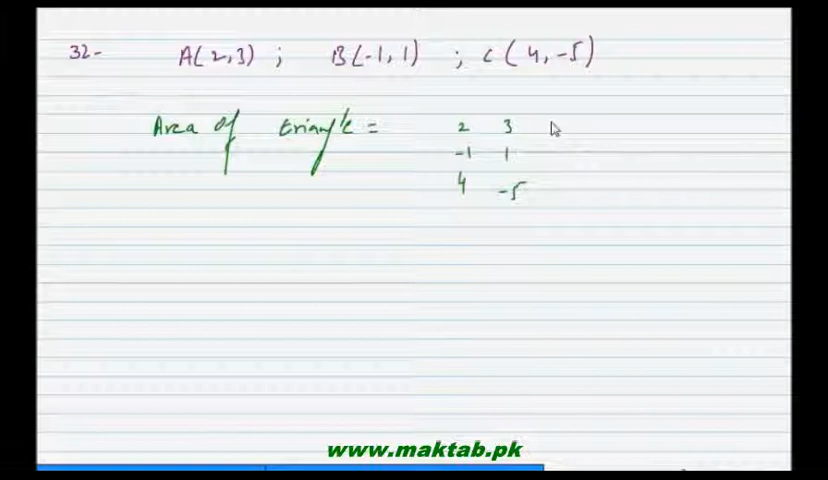 32- A(2,3) ; B(-1,1) ; C(4,-5)
Area of triangle = 2 3
-1 1
4 -5
www.maktab.pk